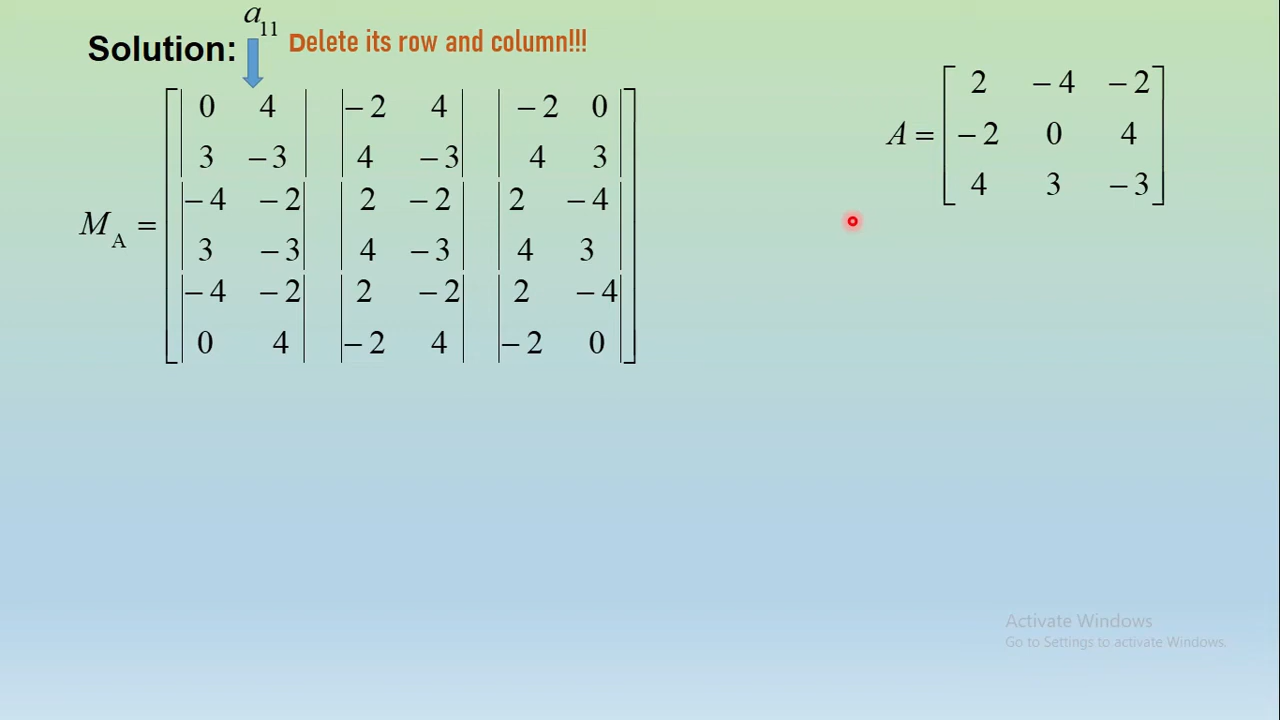 a₁₁
Solution: Delete its row and column!!!
M_A = [ |0 4| |−2 4| |−2 0|
|3 −3| |4 −3| |4 3|
|−4 −2| |2 −2| |2 −4|
|3 −3| |4 −3| |4 3|
|−4 −2| |2 −2| |2 −4|
|0 4| |−2 4| |−2 0| ]
A = [ 2 −4 −2
−2 0 4
4 3 −3 ]
Activate Windows
Go to Settings to activate Windows.